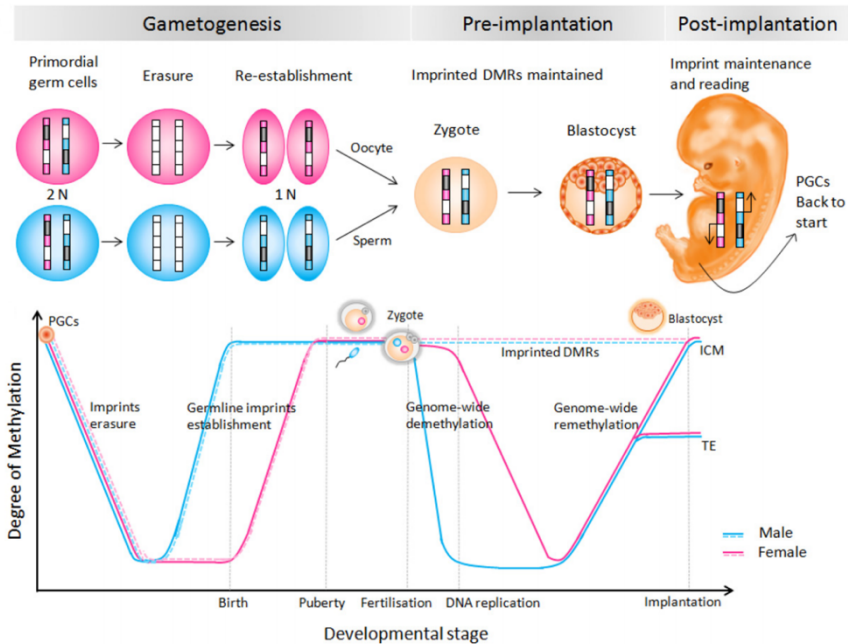 Gametogenesis
Pre-implantation
Post-implantation
Primordial
germ cells
Erasure
Re-establishment
Imprinted DMRs maintained
Imprint maintenance
and reading
Zygote
Blastocyst
Oocyte
2 N
1 N
Sperm
PGCs
Back to
start
PGCs
Zygote
Blastocyst
Imprinted DMRs
ICM
Imprints
erasure
Germline imprints
establishment
Genome-wide
demethylation
Genome-wide
remethylation
TE
Degree of Methylation
Male
Female
Birth
Puberty
Fertilisation
DNA replication
Implantation
Developmental stage